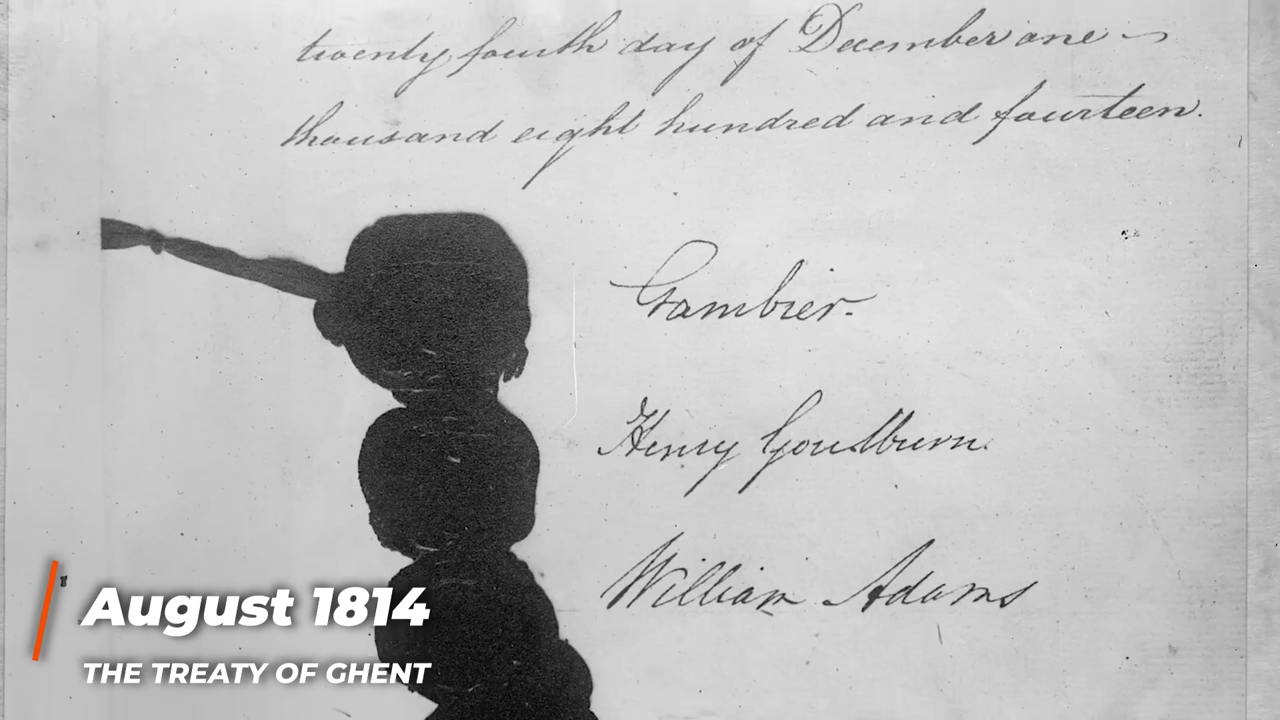 twenty fourth day of December one
thousand eight hundred and fourteen.
Gambier.
Henry Goulburn.
William Adams
August 1814
THE TREATY OF GHENT